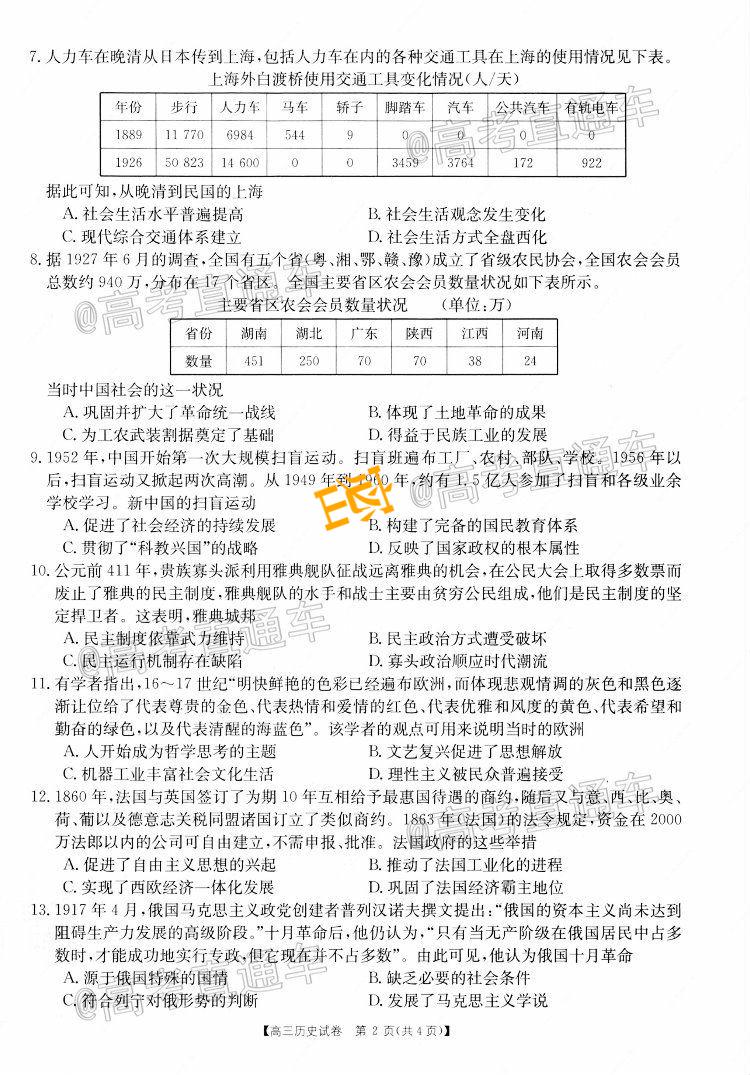 7. 人力车在晚清从日本传到上海,包括人力车在内的各种交通工具在上海的使用情况见下表。
上海外白渡桥使用交通工具变化情况(人/天)
年份 步行 人力车 马车 轿子 脚踏车 汽车 公共汽车 有轨电车
1889 11 770 6984 544 9 0 0 0 0
1926 50 823 14 600 0 0 3459 3764 172 922
据此可知,从晚清到民国的上海
A. 社会生活水平普遍提高 B. 社会生活观念发生变化
C. 现代综合交通体系建立 D. 社会生活方式全盘西化
8. 据 1927 年 6 月的调查,全国有五个省(粤、湘、鄂、赣、豫)成立了省级农民协会,全国农会会员
总数约 940 万,分布在 17 个省区。全国主要省区农会会员数量状况如下表所示。
主要省区农会会员数量状况 (单位:万)
省份 湖南 湖北 广东 陕西 江西 河南
数量 451 250 70 70 38 24
当时中国社会的这一状况
A. 巩固并扩大了革命统一战线 B. 体现了土地革命的成果
C. 为工农武装割据奠定了基础 D. 得益于民族工业的发展
9. 1952 年,中国开始第一次大规模扫盲运动。扫盲班遍布工厂、农村、部队、学校。1956 年以
后,扫盲运动又掀起两次高潮。从 1949 年到 1960 年,约有 1.5 亿人参加了扫盲和各级业余
学校学习。新中国的扫盲运动
A. 促进了社会经济的持续发展 B. 构建了完备的国民教育体系
C. 贯彻了“科教兴国”的战略 D. 反映了国家政权的根本属性
10. 公元前 411 年,贵族寡头派利用雅典舰队征战远离雅典的机会,在公民大会上取得多数票而
废止了雅典的民主制度,雅典舰队的水手和战士主要由贫穷公民组成,他们是民主制度的坚
定捍卫者。这表明,雅典城邦
A. 民主制度依靠武力维持 B. 民主政治方式遭受破坏
C. 民主运行机制存在缺陷 D. 寡头政治顺应时代潮流
11. 有学者指出,16～17 世纪“明快鲜艳的色彩已经遍布欧洲,而体现悲观情调的灰色和黑色逐
渐让位给了代表尊贵的金色、代表热情和爱情的红色、代表优雅和风度的黄色、代表希望和
勤奋的绿色,以及代表清醒的海蓝色”。该学者的观点可用来说明当时的欧洲
A. 人开始成为哲学思考的主题 B. 文艺复兴促进了思想解放
C. 机器工业丰富社会文化生活 D. 理性主义被民众普遍接受
12. 1860 年,法国与英国签订了为期 10 年互相给予最惠国待遇的商约,随后又与意、西、比、奥、
荷、葡以及德意志关税同盟诸国订立了类似商约。1863 年(法国)的法令规定,资金在 2000
万法郎以内的公司可自由建立,不需申报、批准。法国政府的这些举措
A. 促进了自由主义思想的兴起 B. 推动了法国工业化的进程
C. 实现了西欧经济一体化发展 D. 巩固了法国经济霸主地位
13. 1917 年 4 月,俄国马克思主义政党创建者普列汉诺夫撰文提出:“俄国的资本主义尚未达到
阻碍生产力发展的高级阶段。”十月革命后,他仍认为,“只有当无产阶级在俄国居民中占多
数时,才能成功地实行专政,但它现在并不占多数”。由此可见,他认为俄国十月革命
A. 源于俄国特殊的国情 B. 缺乏必要的社会条件
C. 符合列宁对俄形势的判断 D. 发展了马克思主义学说
【高三历史试卷 第 2 页(共 4 页)】
@高考直通车
@高考直通车
@高考直通车
@高考直通车
@高考直通车
@高考直通车
@高考直通车